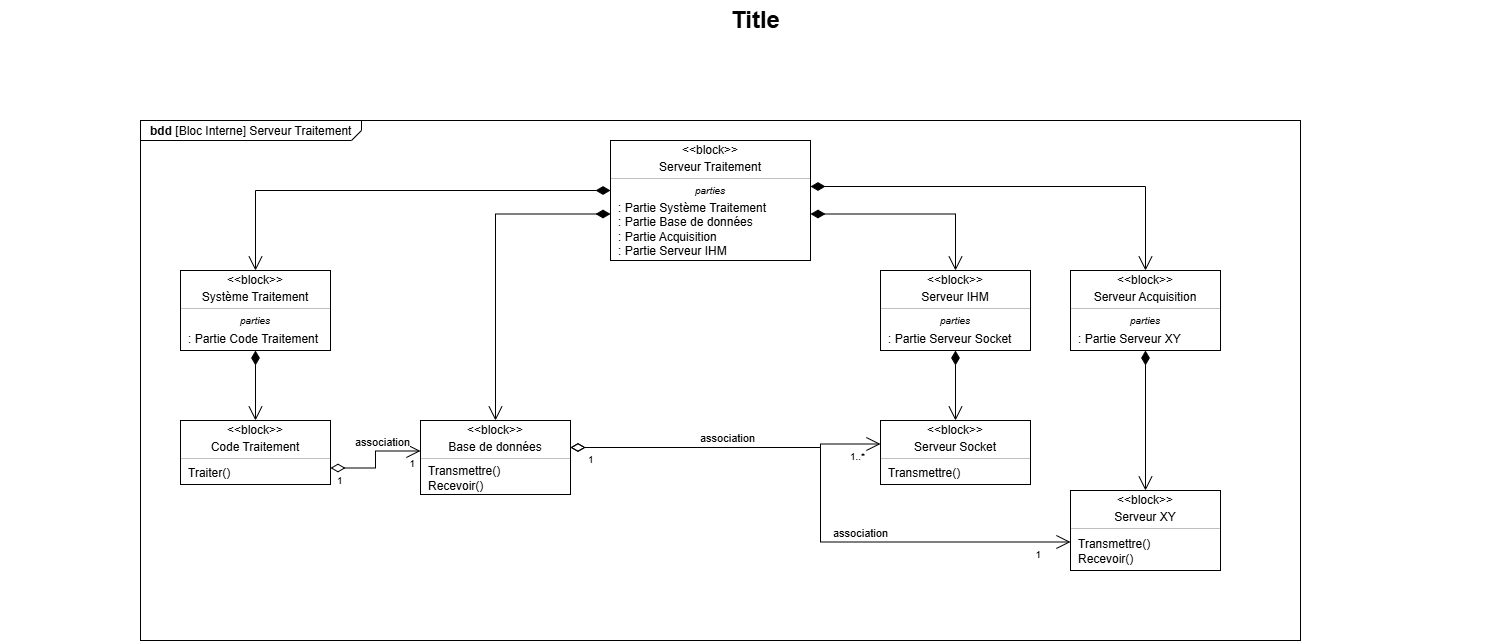 Title
bdd [Bloc Interne] Serveur Traitement
<<block>>
Serveur Traitement
parties
: Partie Système Traitement
: Partie Base de données
: Partie Acquisition
: Partie Serveur IHM
<<block>>
Système Traitement
parties
: Partie Code Traitement
<<block>>
Serveur IHM
parties
: Partie Serveur Socket
<<block>>
Serveur Acquisition
parties
: Partie Serveur XY
<<block>>
Code Traitement
Traiter()
association
1
1
<<block>>
Base de données
Transmettre()
Recevoir()
association
1
1..*
<<block>>
Serveur Socket
Transmettre()
association
1
<<block>>
Serveur XY
Transmettre()
Recevoir()